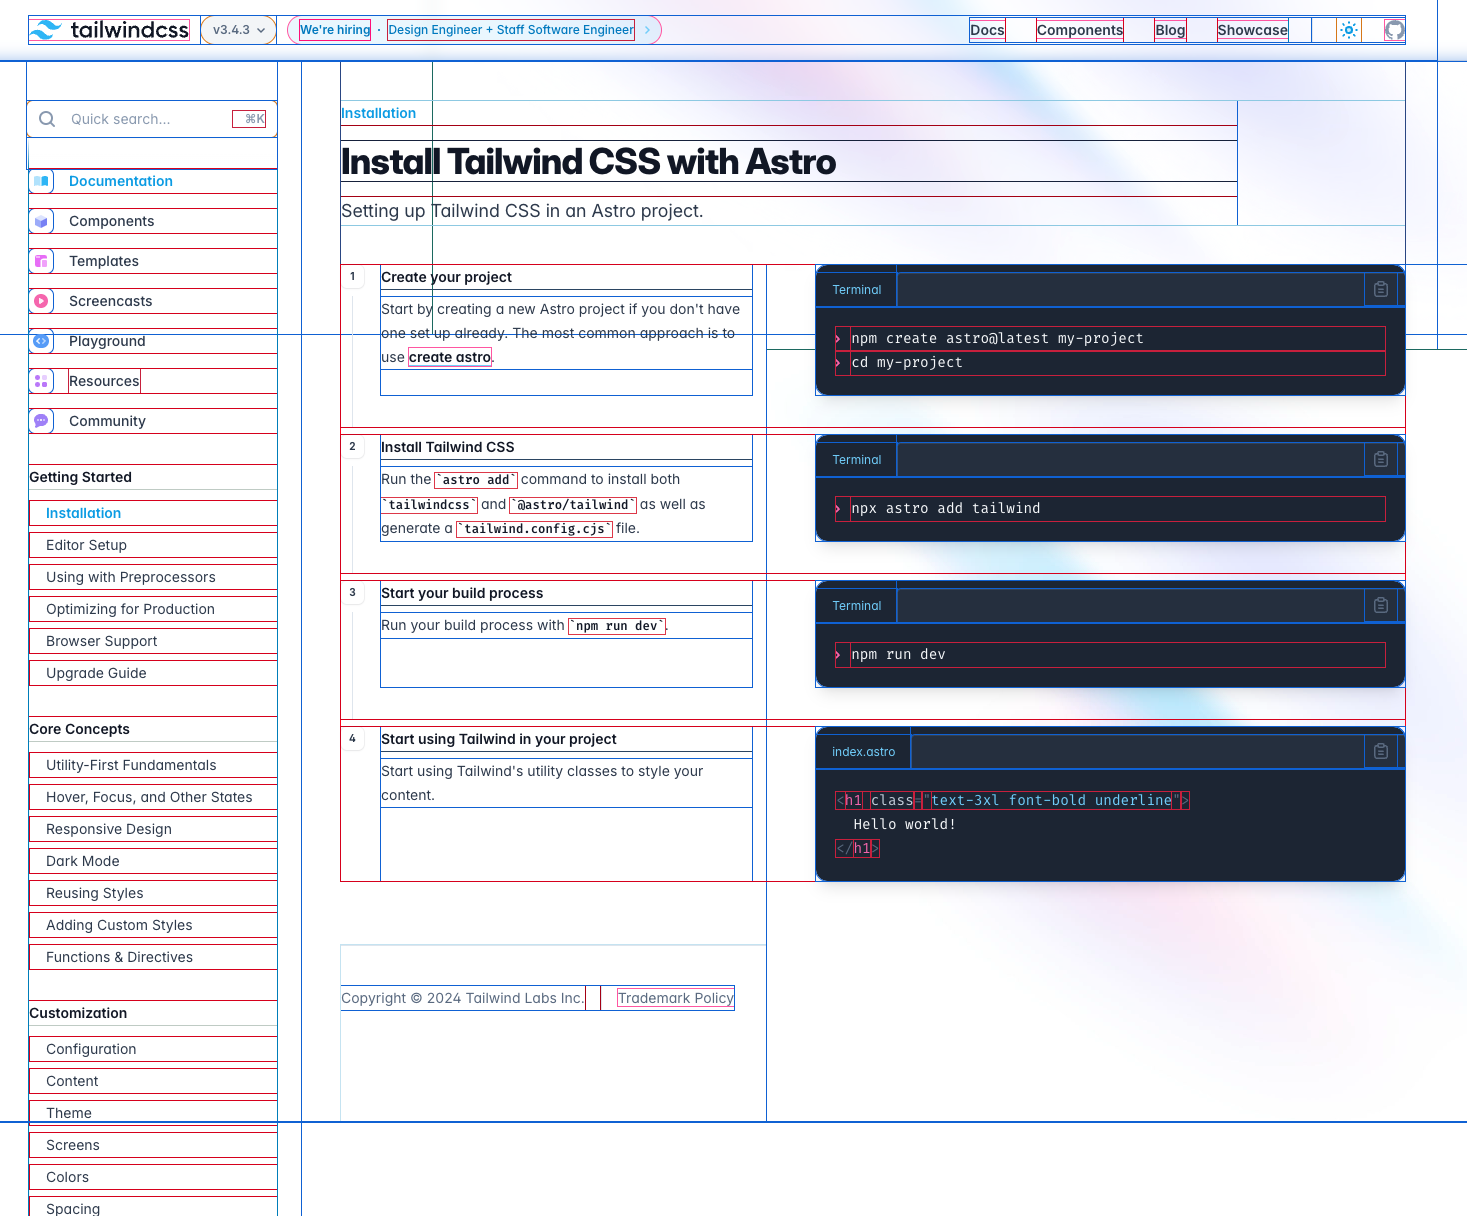 tailwindcss
v3.4.3
We're hiring · Design Engineer + Staff Software Engineer
Docs
Components
Blog
Showcase
Quick search...
⌘K
Documentation
Components
Templates
Screencasts
Playground
Resources
Community
Getting Started
Installation
Editor Setup
Using with Preprocessors
Optimizing for Production
Browser Support
Upgrade Guide
Core Concepts
Utility-First Fundamentals
Hover, Focus, and Other States
Responsive Design
Dark Mode
Reusing Styles
Adding Custom Styles
Functions & Directives
Customization
Configuration
Content
Theme
Screens
Colors
Spacing
Installation
Install Tailwind CSS with Astro
Setting up Tailwind CSS in an Astro project.
1
Create your project
Start by creating a new Astro project if you don't have
one set up already. The most common approach is to
use create astro.
Terminal
› npm create astro@latest my-project
› cd my-project
2
Install Tailwind CSS
Run the `astro add` command to install both
`tailwindcss` and `@astro/tailwind` as well as
generate a `tailwind.config.cjs` file.
Terminal
› npx astro add tailwind
3
Start your build process
Run your build process with `npm run dev`.
Terminal
› npm run dev
4
Start using Tailwind in your project
Start using Tailwind's utility classes to style your
content.
index.astro
<h1 class="text-3xl font-bold underline">
Hello world!
</h1>
Copyright © 2024 Tailwind Labs Inc.
Trademark Policy